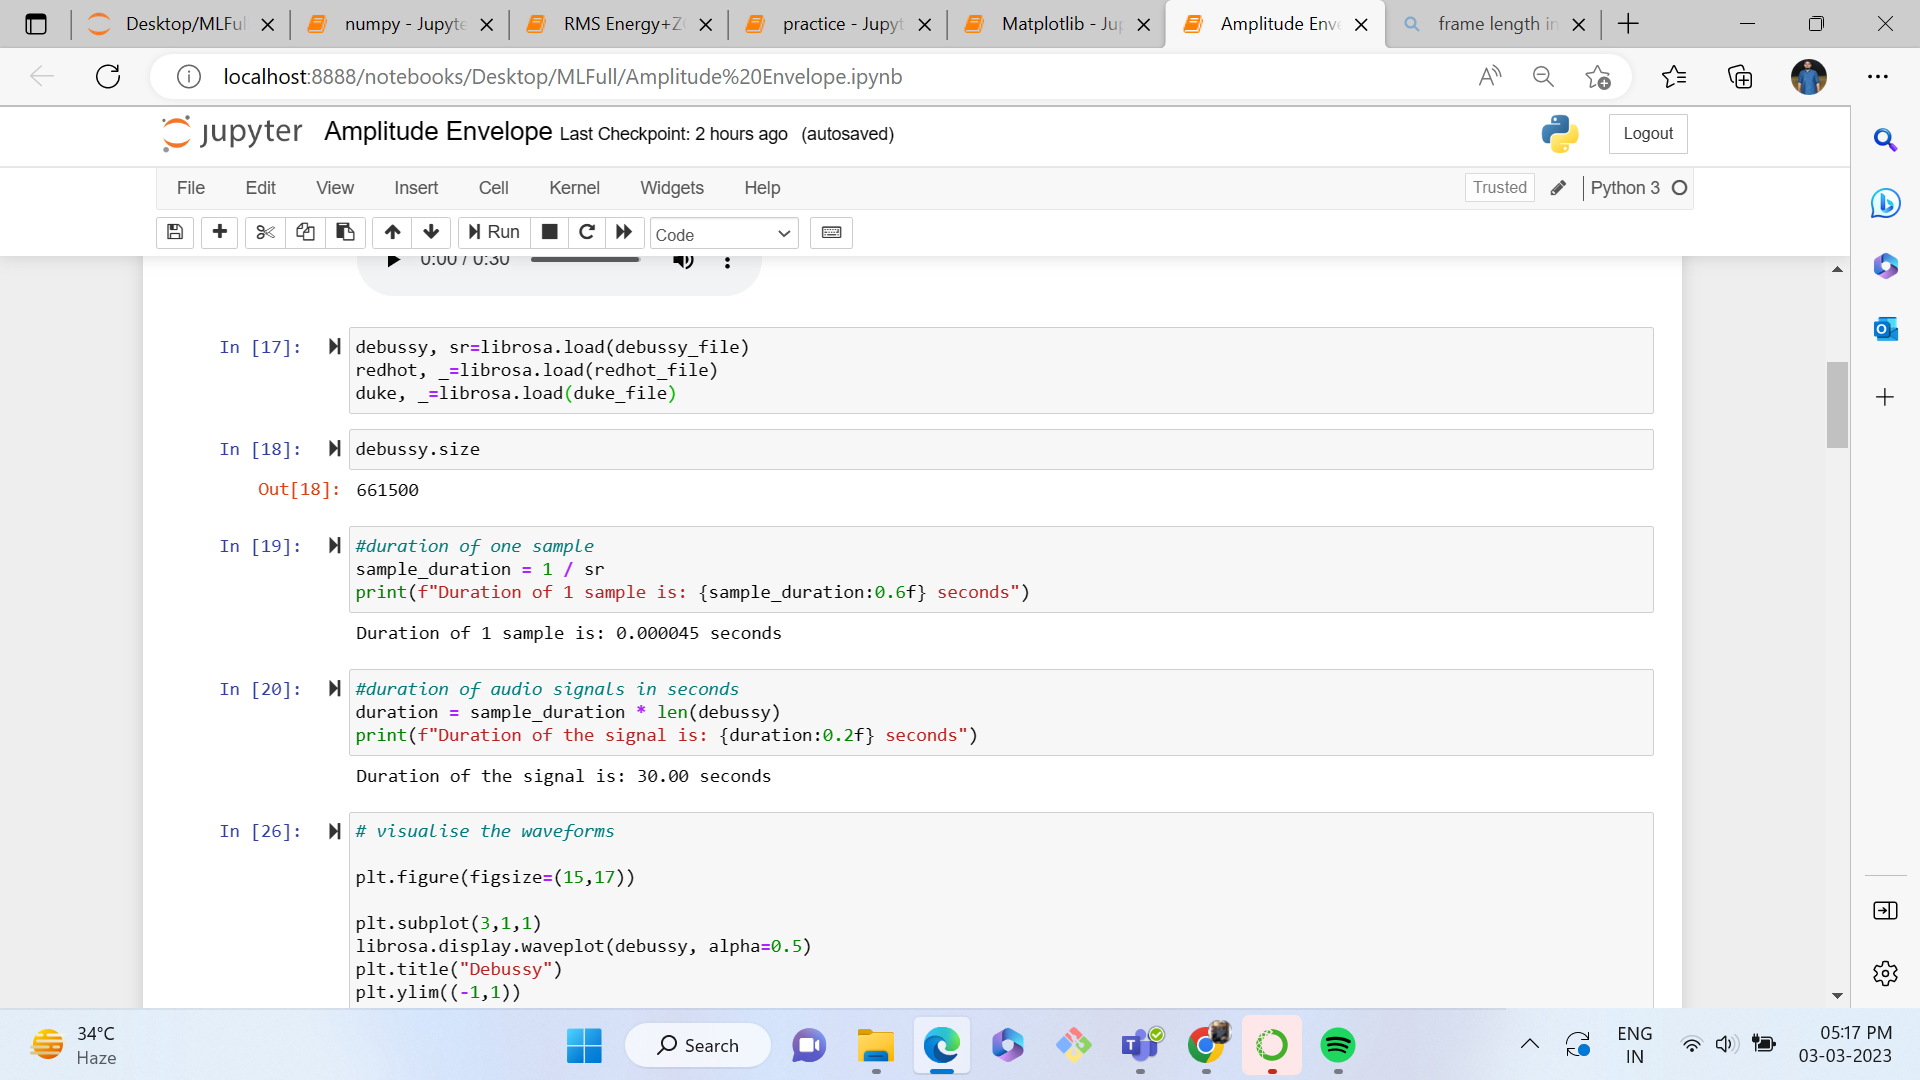 Desktop/MLFul
numpy - Jupyte
RMS Energy+Z
practice - Jupyt
Matplotlib - Jup
Amplitude Env
frame length in
localhost:8888/notebooks/Desktop/MLFull/Amplitude%20Envelope.ipynb
jupyter Amplitude Envelope Last Checkpoint: 2 hours ago (autosaved)
Logout
File Edit View Insert Cell Kernel Widgets Help
Trusted
Python 3
Run
Code
0:00 / 0:30
In [17]:
debussy, sr=librosa.load(debussy_file)
redhot, _=librosa.load(redhot_file)
duke, _=librosa.load(duke_file)
In [18]:
debussy.size
Out[18]: 661500
In [19]:
#duration of one sample
sample_duration = 1 / sr
print(f"Duration of 1 sample is: {sample_duration:0.6f} seconds")
Duration of 1 sample is: 0.000045 seconds
In [20]:
#duration of audio signals in seconds
duration = sample_duration * len(debussy)
print(f"Duration of the signal is: {duration:0.2f} seconds")
Duration of the signal is: 30.00 seconds
In [26]:
# visualise the waveforms
plt.figure(figsize=(15,17))
plt.subplot(3,1,1)
librosa.display.waveplot(debussy, alpha=0.5)
plt.title("Debussy")
plt.ylim((-1,1))
34°C
Haze
Search
ENG
IN
05:17 PM
03-03-2023